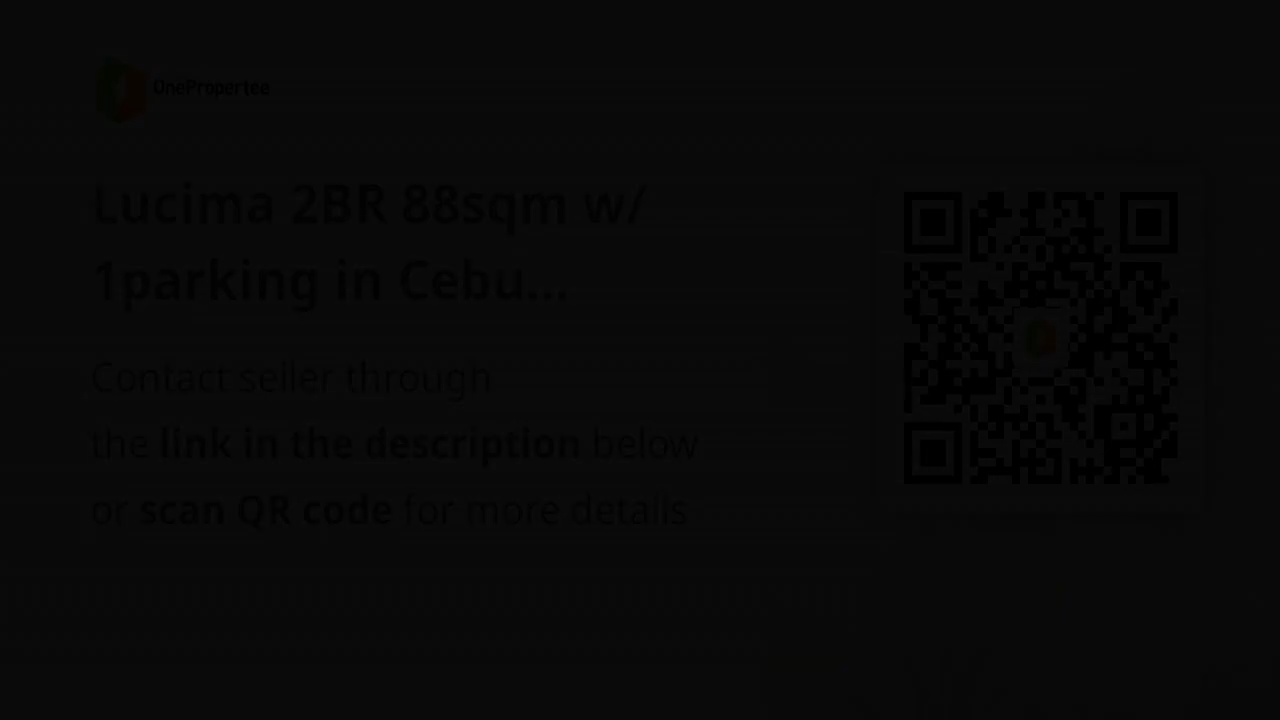 OnePropertee
Lucima 2BR 88sqm w/
1parking in Cebu...
Contact seller through
the link in the description below
or scan QR code for more details